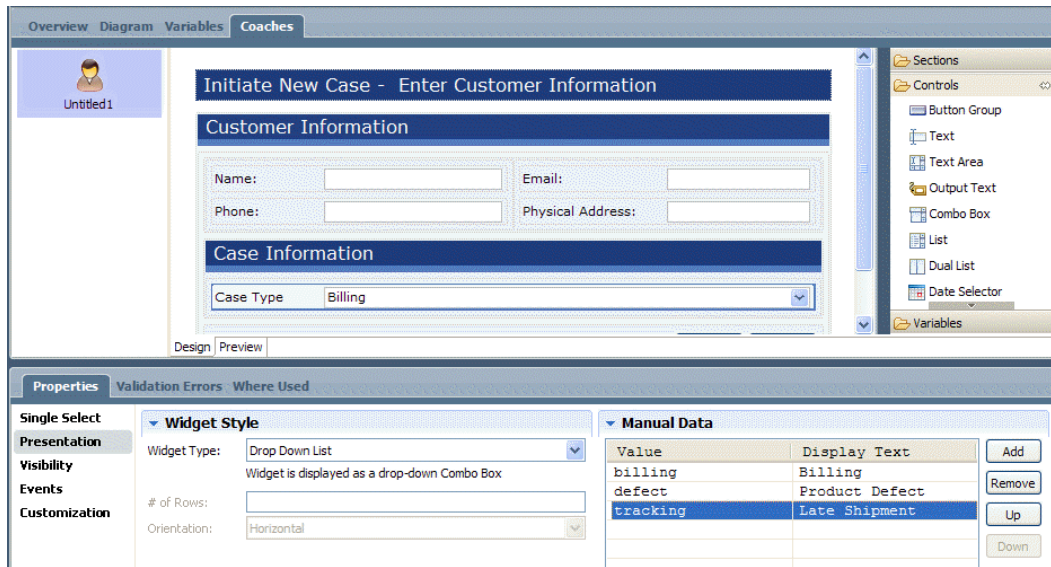 Overview Diagram Variables Coaches
Untitled1
Initiate New Case - Enter Customer Information
Customer Information
Name: Email:
Phone: Physical Address:
Case Information
Case Type Billing
Design Preview
Sections
Controls
Button Group
Text
Text Area
Output Text
Combo Box
List
Dual List
Date Selector
Variables
Properties Validation Errors Where Used
Single Select
Presentation
Visibility
Events
Customization
Widget Style
Widget Type: Drop Down List
Widget is displayed as a drop-down Combo Box
# of Rows:
Orientation: Horizontal
Manual Data
Value Display Text
billing Billing
defect Product Defect
tracking Late Shipment
Add
Remove
Up
Down